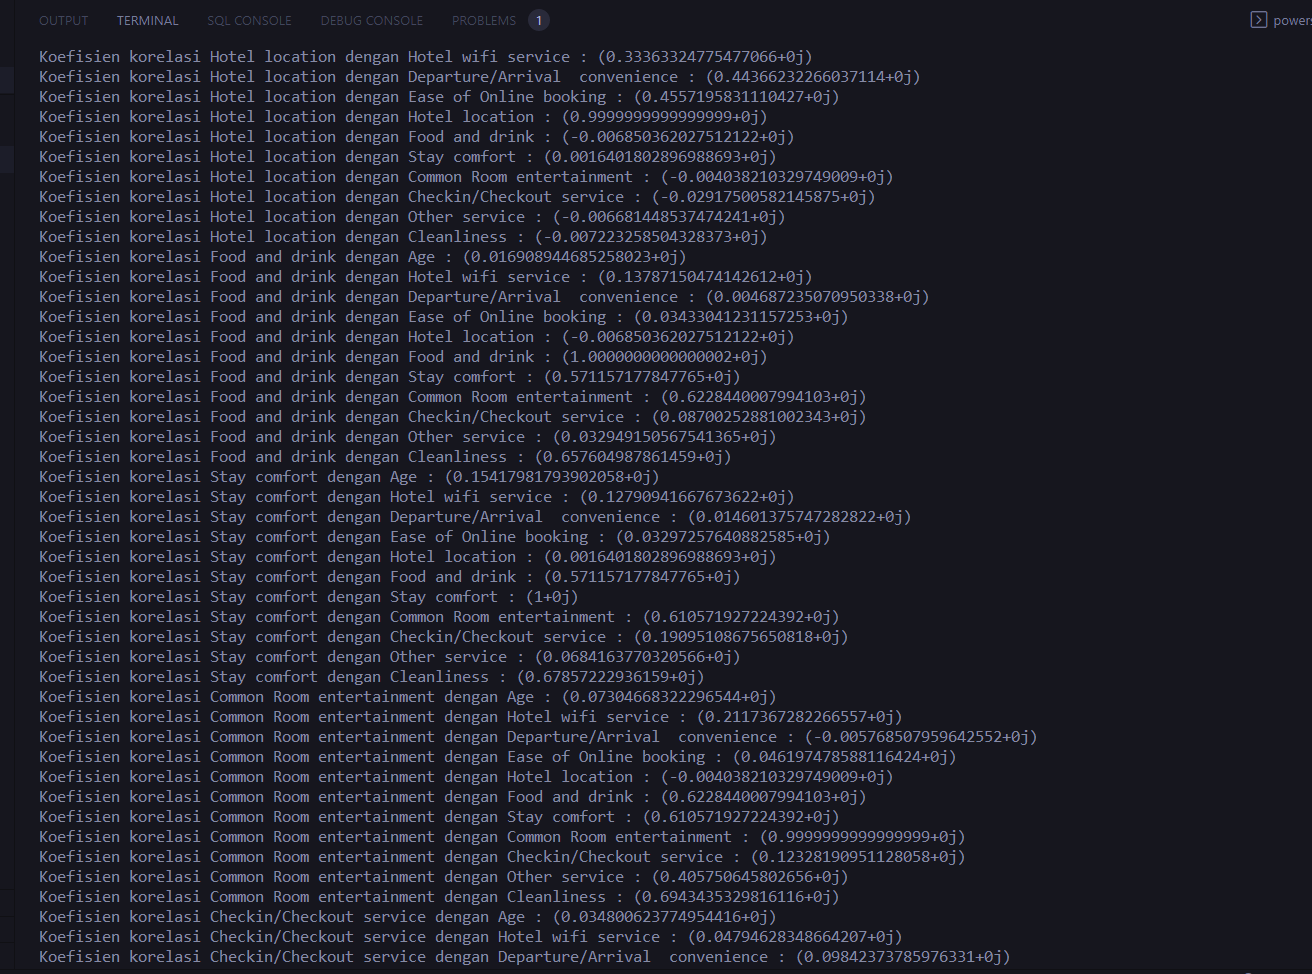 OUTPUT TERMINAL SQL CONSOLE DEBUG CONSOLE PROBLEMS 1 powers
Koefisien korelasi Hotel location dengan Hotel wifi service : (0.33363324775477066+0j)
Koefisien korelasi Hotel location dengan Departure/Arrival  convenience : (0.44366232266037114+0j)
Koefisien korelasi Hotel location dengan Ease of Online booking : (0.4557195831110427+0j)
Koefisien korelasi Hotel location dengan Hotel location : (0.9999999999999999+0j)
Koefisien korelasi Hotel location dengan Food and drink : (-0.006850362027512122+0j)
Koefisien korelasi Hotel location dengan Stay comfort : (0.0016401802896988693+0j)
Koefisien korelasi Hotel location dengan Common Room entertainment : (-0.004038210329749009+0j)
Koefisien korelasi Hotel location dengan Checkin/Checkout service : (-0.02917500582145875+0j)
Koefisien korelasi Hotel location dengan Other service : (-0.006681448537474241+0j)
Koefisien korelasi Hotel location dengan Cleanliness : (-0.007223258504328373+0j)
Koefisien korelasi Food and drink dengan Age : (0.016908944685258023+0j)
Koefisien korelasi Food and drink dengan Hotel wifi service : (0.13787150474142612+0j)
Koefisien korelasi Food and drink dengan Departure/Arrival  convenience : (0.004687235070950338+0j)
Koefisien korelasi Food and drink dengan Ease of Online booking : (0.03433041231157253+0j)
Koefisien korelasi Food and drink dengan Hotel location : (-0.006850362027512122+0j)
Koefisien korelasi Food and drink dengan Food and drink : (1.0000000000000002+0j)
Koefisien korelasi Food and drink dengan Stay comfort : (0.571157177847765+0j)
Koefisien korelasi Food and drink dengan Common Room entertainment : (0.6228440007994103+0j)
Koefisien korelasi Food and drink dengan Checkin/Checkout service : (0.08700252881002343+0j)
Koefisien korelasi Food and drink dengan Other service : (0.032949150567541365+0j)
Koefisien korelasi Food and drink dengan Cleanliness : (0.657604987861459+0j)
Koefisien korelasi Stay comfort dengan Age : (0.15417981793902058+0j)
Koefisien korelasi Stay comfort dengan Hotel wifi service : (0.12790941667673622+0j)
Koefisien korelasi Stay comfort dengan Departure/Arrival  convenience : (0.014601375747282822+0j)
Koefisien korelasi Stay comfort dengan Ease of Online booking : (0.03297257640882585+0j)
Koefisien korelasi Stay comfort dengan Hotel location : (0.0016401802896988693+0j)
Koefisien korelasi Stay comfort dengan Food and drink : (0.571157177847765+0j)
Koefisien korelasi Stay comfort dengan Stay comfort : (1+0j)
Koefisien korelasi Stay comfort dengan Common Room entertainment : (0.610571927224392+0j)
Koefisien korelasi Stay comfort dengan Checkin/Checkout service : (0.19095108675650818+0j)
Koefisien korelasi Stay comfort dengan Other service : (0.0684163770320566+0j)
Koefisien korelasi Stay comfort dengan Cleanliness : (0.67857222936159+0j)
Koefisien korelasi Common Room entertainment dengan Age : (0.07304668322296544+0j)
Koefisien korelasi Common Room entertainment dengan Hotel wifi service : (0.2117367282266557+0j)
Koefisien korelasi Common Room entertainment dengan Departure/Arrival  convenience : (-0.005768507959642552+0j)
Koefisien korelasi Common Room entertainment dengan Ease of Online booking : (0.046197478588116424+0j)
Koefisien korelasi Common Room entertainment dengan Hotel location : (-0.004038210329749009+0j)
Koefisien korelasi Common Room entertainment dengan Food and drink : (0.6228440007994103+0j)
Koefisien korelasi Common Room entertainment dengan Stay comfort : (0.610571927224392+0j)
Koefisien korelasi Common Room entertainment dengan Common Room entertainment : (0.9999999999999999+0j)
Koefisien korelasi Common Room entertainment dengan Checkin/Checkout service : (0.12328190951128058+0j)
Koefisien korelasi Common Room entertainment dengan Other service : (0.405750645802656+0j)
Koefisien korelasi Common Room entertainment dengan Cleanliness : (0.6943435329816116+0j)
Koefisien korelasi Checkin/Checkout service dengan Age : (0.034800623774954416+0j)
Koefisien korelasi Checkin/Checkout service dengan Hotel wifi service : (0.04794628348664207+0j)
Koefisien korelasi Checkin/Checkout service dengan Departure/Arrival  convenience : (0.09842373785976331+0j)